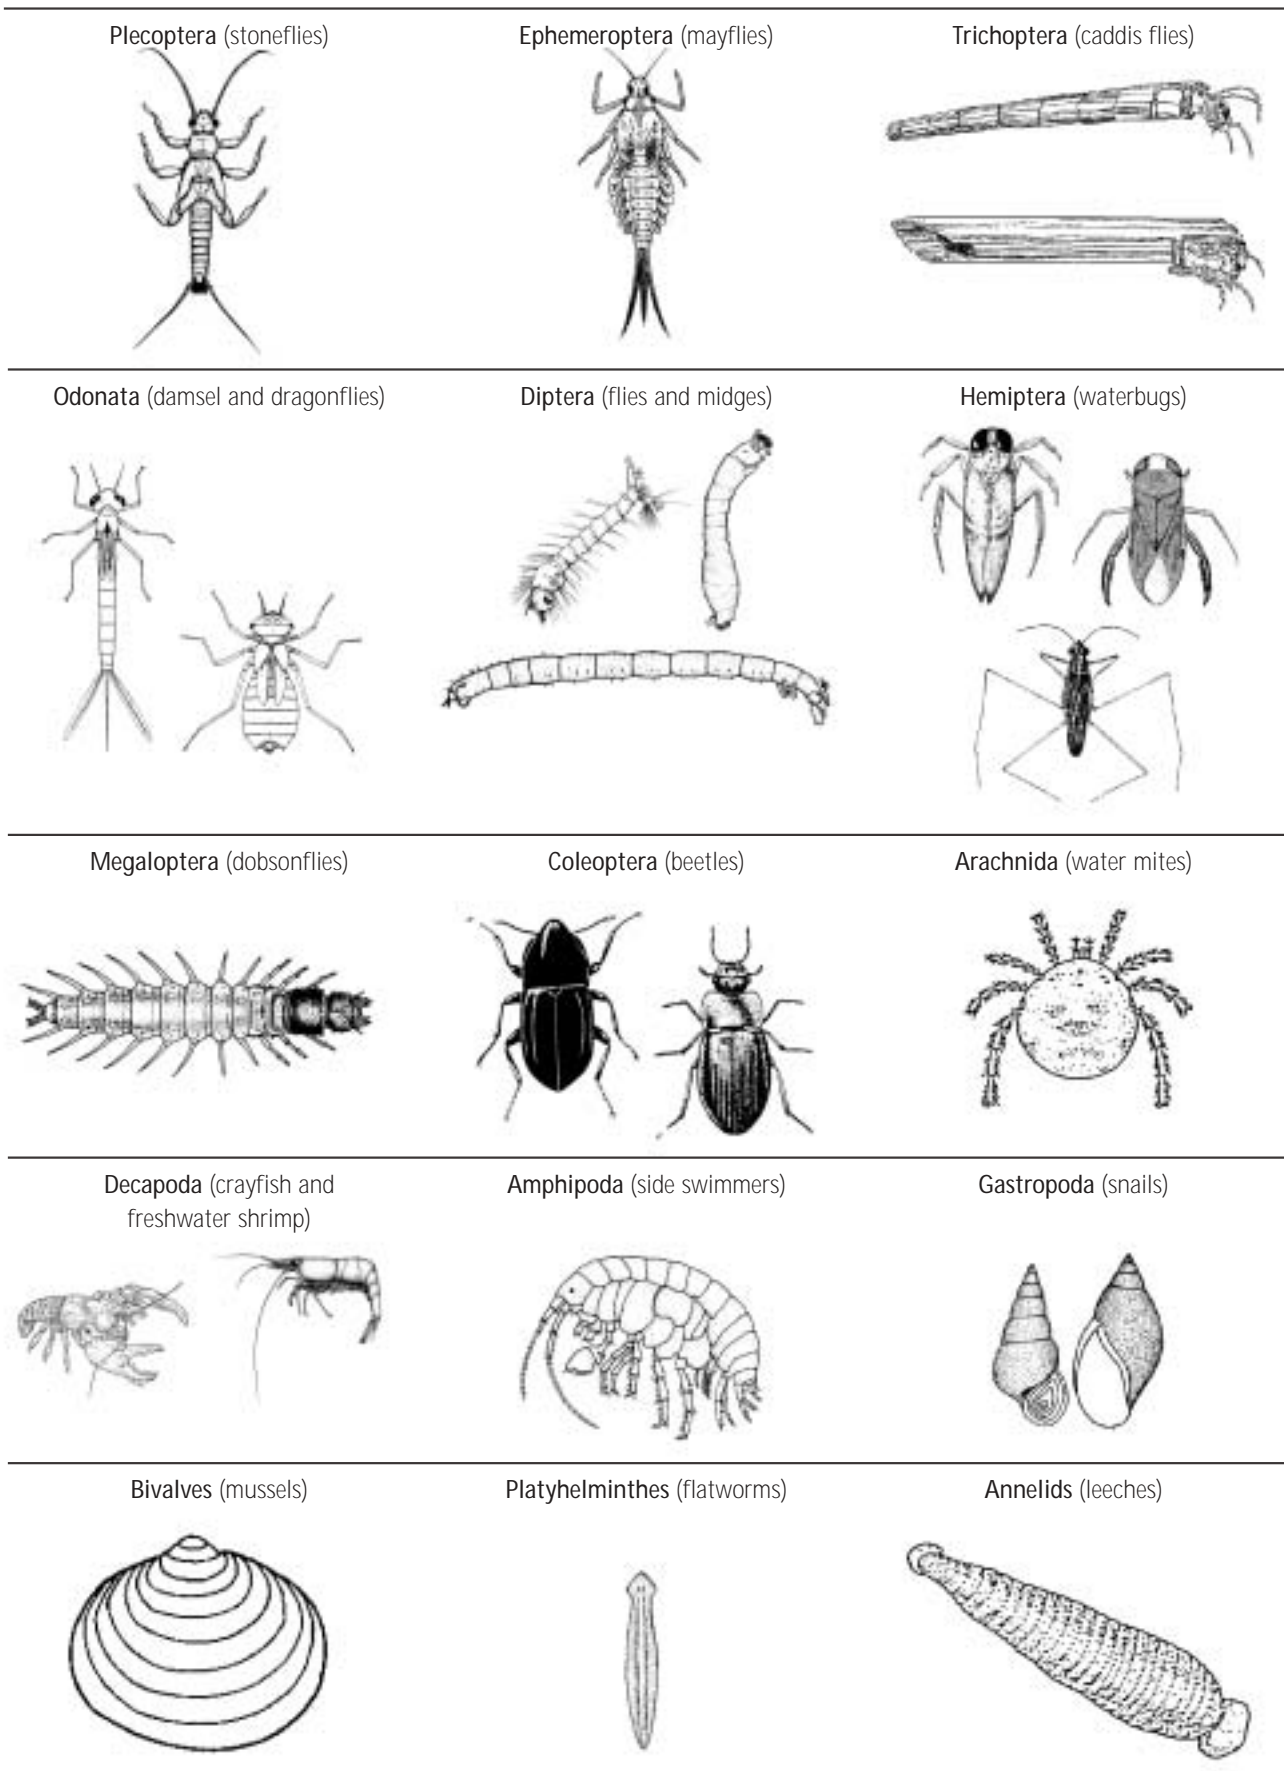 Plecoptera (stoneflies)
Ephemeroptera (mayflies)
Trichoptera (caddis flies)
Odonata (damsel and dragonflies)
Diptera (flies and midges)
Hemiptera (waterbugs)
Megaloptera (dobsonflies)
Coleoptera (beetles)
Arachnida (water mites)
Decapoda (crayfish and
freshwater shrimp)
Amphipoda (side swimmers)
Gastropoda (snails)
Bivalves (mussels)
Platyhelminthes (flatworms)
Annelids (leeches)